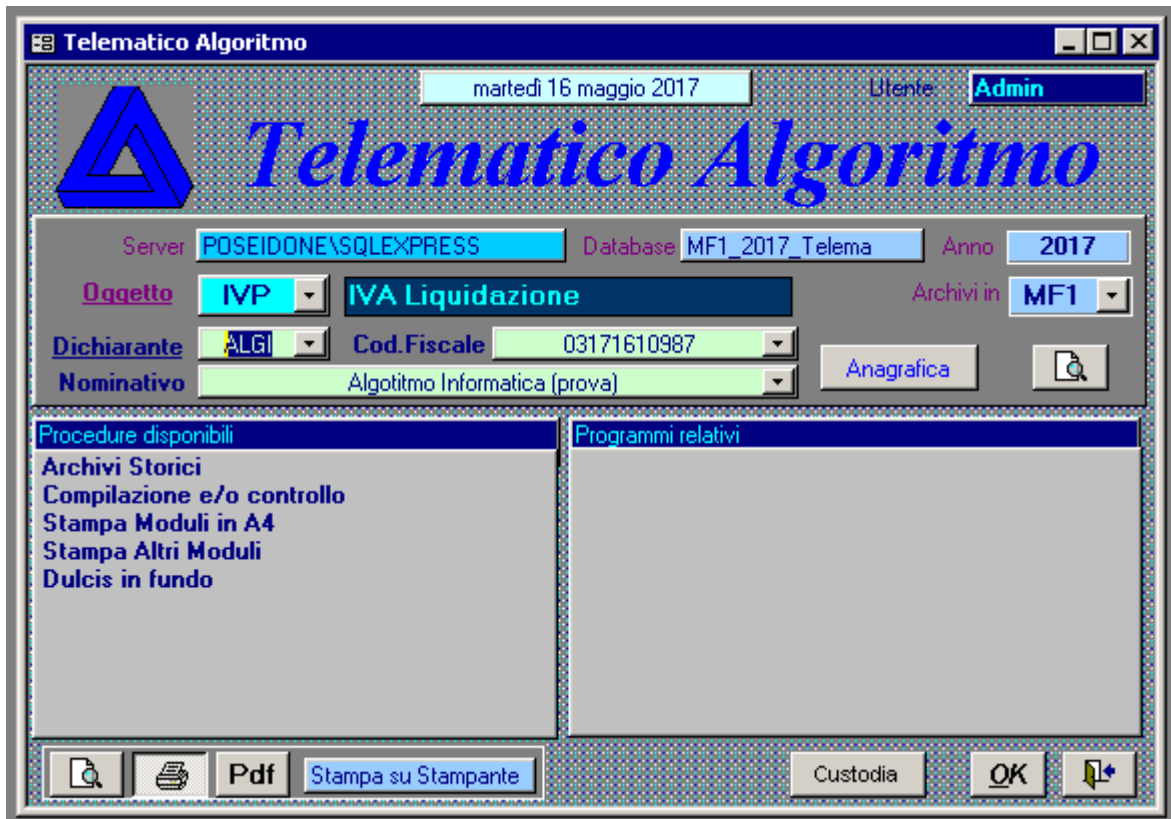 Telematico Algoritmo
martedì 16 maggio 2017 Utente Admin
Telematico Algoritmo
Server POSEIDONE\SQLEXPRESS Database MF1_2017_Telema Anno 2017
Oggetto IVP IVA Liquidazione Archivi in MF1
Dichiarante ALGI Cod.Fiscale 03171610987
Anagrafica
Nominativo Algotitmo Informatica (prova)
Procedure disponibili
Archivi Storici
Compilazione e/o controllo
Stampa Moduli in A4
Stampa Altri Moduli
Dulcis in fundo
Programmi relativi
Pdf Stampa su Stampante Custodia OK